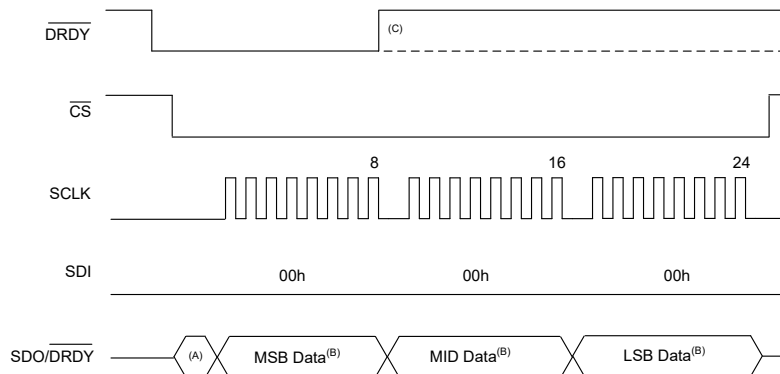 DRDY
(C)
CS
8 16 24
SCLK
SDI
00h 00h 00h
SDO/DRDY
(A) MSB Data(B) MID Data(B) LSB Data(B)